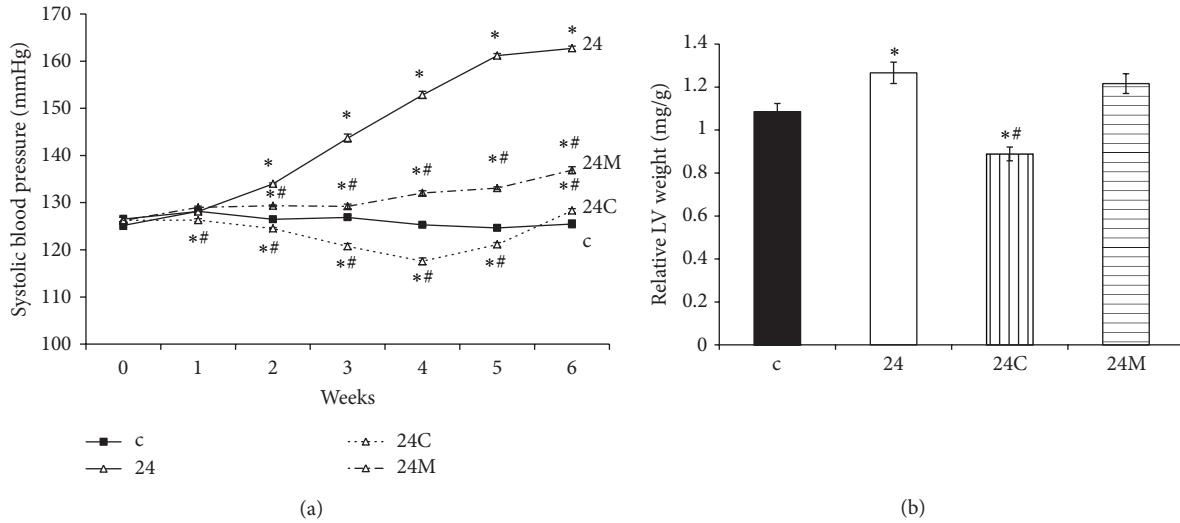 170
160
150
140
130
120
110
100
Systolic blood pressure (mmHg)
* 24
*
*
*
*
*# 24M
*#
*#
*#
*#
*# 24C
c
*#
*#
*#
*#
*#
0 1 2 3 4 5 6
Weeks
c 24C
24 24M
(a)
1.6
1.4
1.2
1
0.8
0.6
0.4
0.2
0
Relative LV weight (mg/g)
*
*#
c 24 24C 24M
(b)